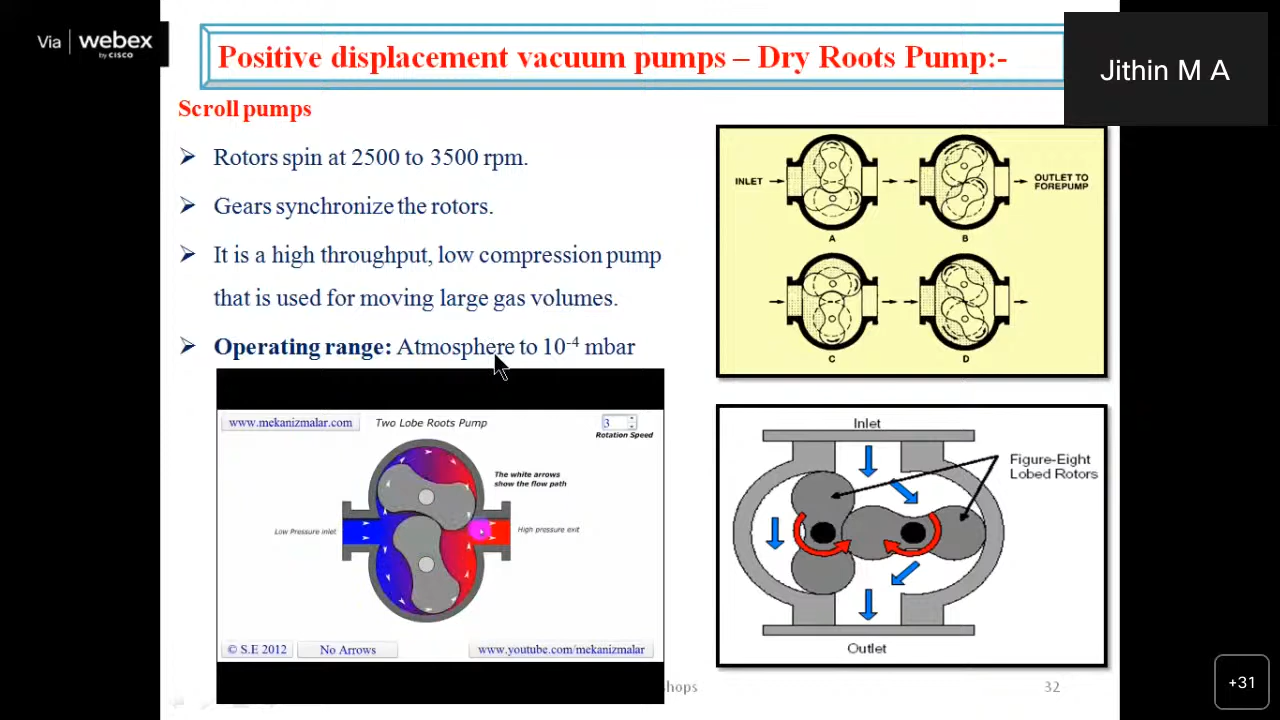 Via webex
by CISCO
Positive displacement vacuum pumps – Dry Roots Pump:-
Jithin M A
Scroll pumps
Rotors spin at 2500 to 3500 rpm.
Gears synchronize the rotors.
It is a high throughput, low compression pump
that is used for moving large gas volumes.
Operating range: Atmosphere to 10⁻⁴ mbar
INLET
OUTLET TO
FOREPUMP
A
B
C
D
www.mekanizmalar.com
Two Lobe Roots Pump
3
Rotation Speed
The white arrows
show the flow path
Low Pressure inlet
High pressure exit
© S.E 2012
No Arrows
www.youtube.com/mekanizmalar
Inlet
Figure-Eight
Lobed Rotors
Outlet
32
+31